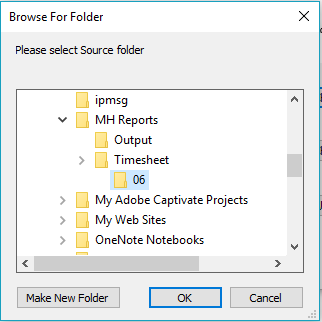 Browse For Folder
Please select Source folder
ipmsg
MH Reports
Output
Timesheet
06
My Adobe Captivate Projects
My Web Sites
OneNote Notebooks
Make New Folder
OK
Cancel